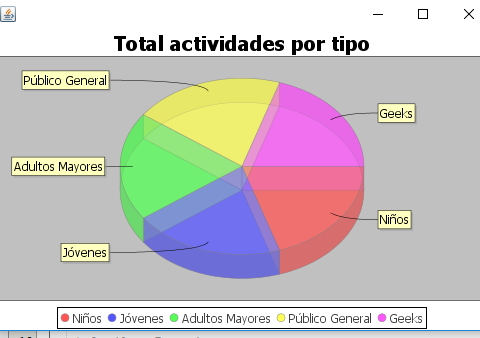 Total actividades por tipo
Público General
Geeks
Adultos Mayores
Niños
Jóvenes
Niños Jóvenes Adultos Mayores Público General Geeks